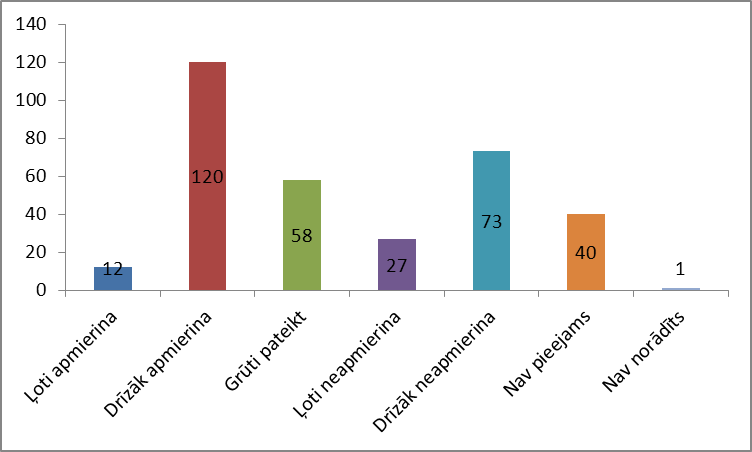 140
120
100
80
60
40
20
0
12
120
58
27
73
40
1
Ļoti apmierina
Drīzāk apmierina
Grūti pateikt
Ļoti neapmierina
Drīzāk neapmierina
Nav pieejams
Nav norādīts